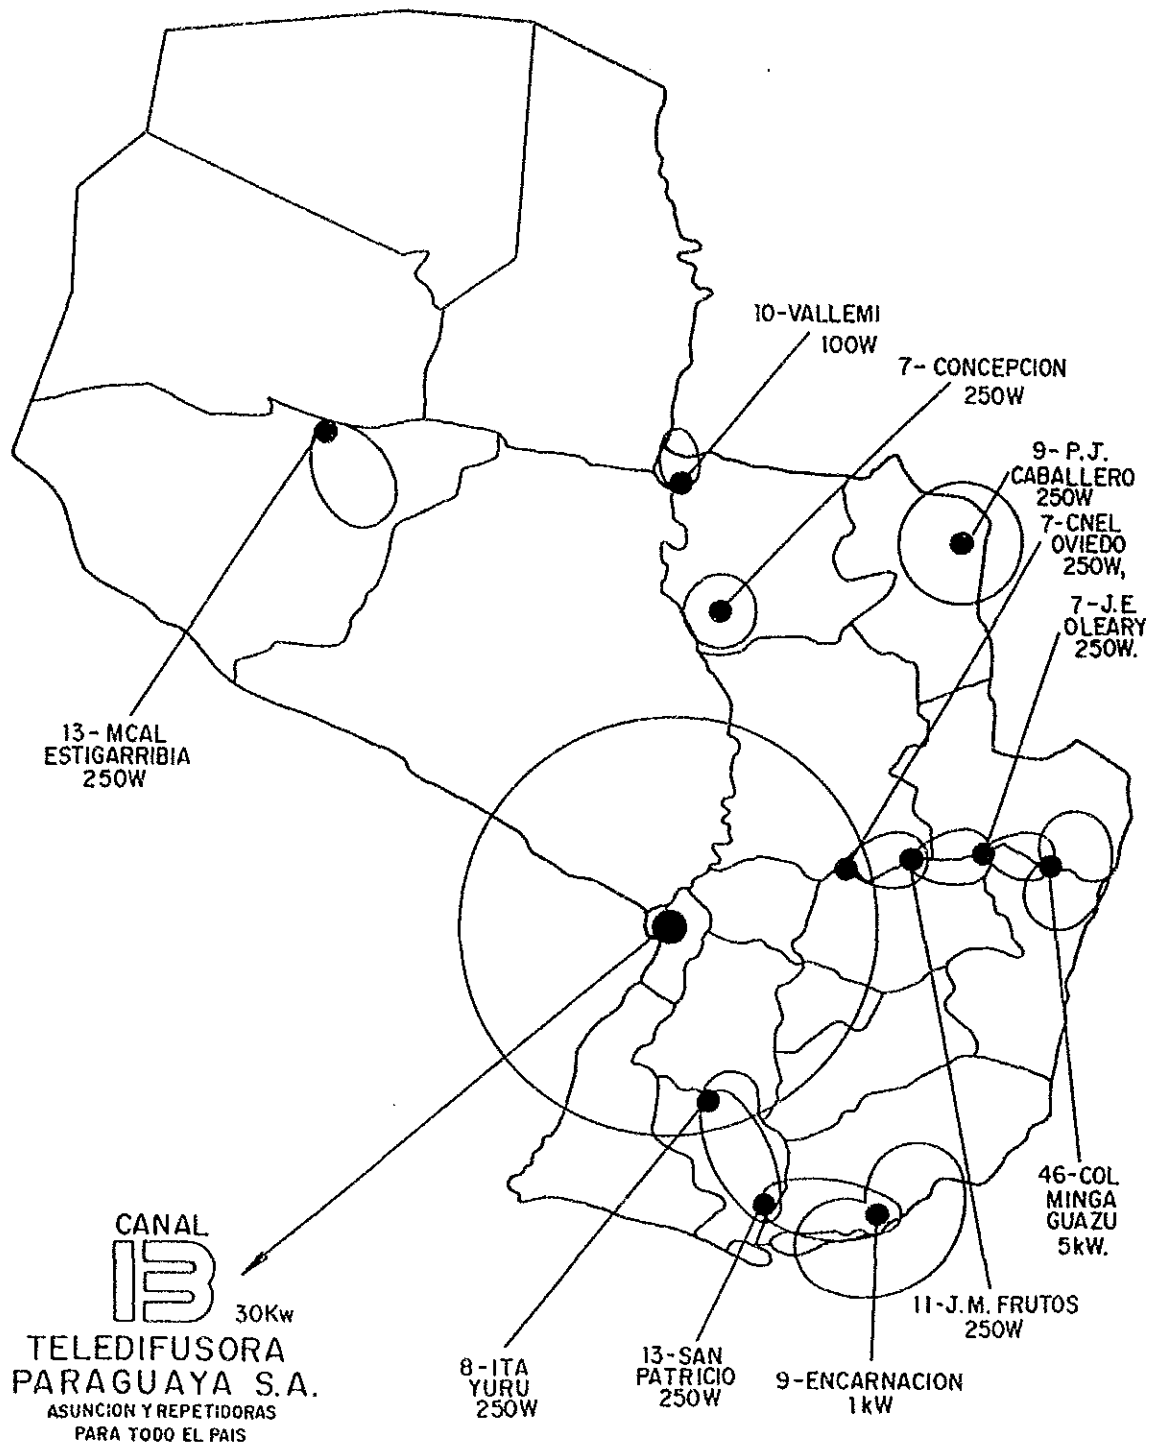 10-VALLEMI
100W
7- CONCEPCION
250W
9- P.J.
CABALLERO
250W
7-CNEL
OVIEDO
250W,
7-J.E.
OLEARY
250W.
13- MCAL
ESTIGARRIBIA
250W
46-COL
MINGA
GUAZU
5kW.
11-J.M. FRUTOS
250W
9-ENCARNACION
1kW
13-SAN
PATRICIO
250W
8-ITA
YURU
250W
CANAL
13
30Kw
TELEDIFUSORA
PARAGUAYA S.A.
ASUNCION Y REPETIDORAS
PARA TODO EL PAIS